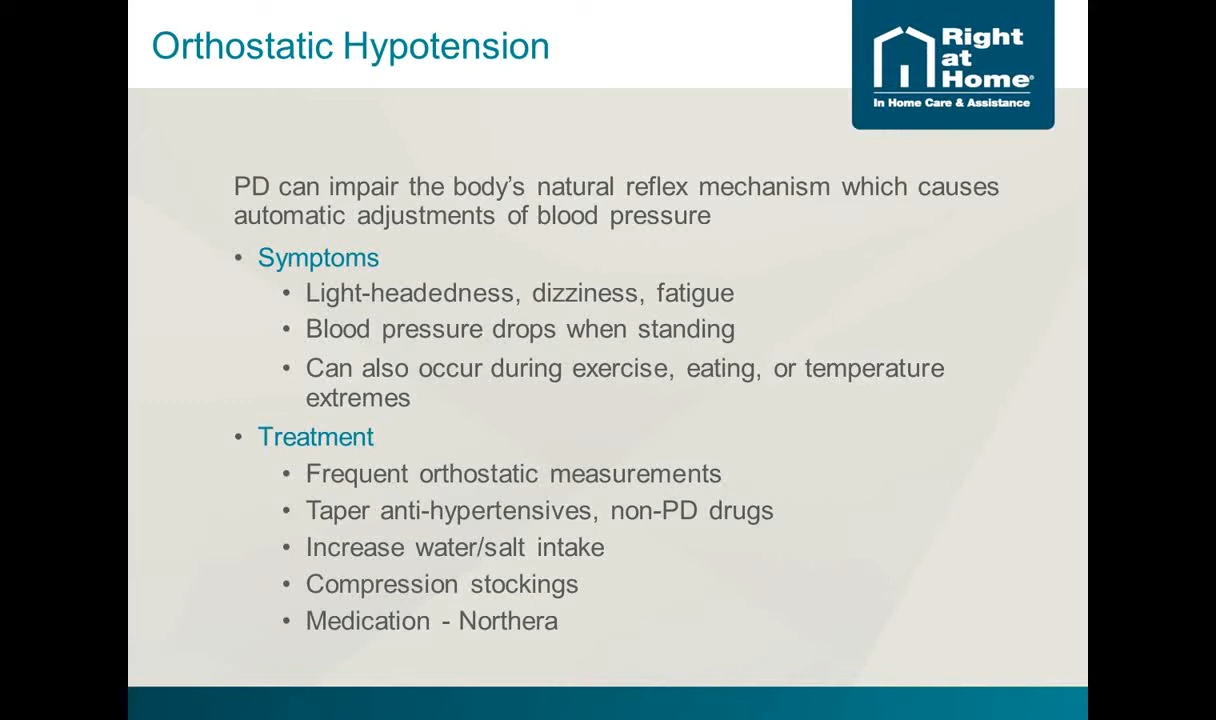 Orthostatic Hypotension
Right
at
Home®
In Home Care & Assistance
PD can impair the body’s natural reflex mechanism which causes
automatic adjustments of blood pressure
• Symptoms
• Light-headedness, dizziness, fatigue
• Blood pressure drops when standing
• Can also occur during exercise, eating, or temperature
extremes
• Treatment
• Frequent orthostatic measurements
• Taper anti-hypertensives, non-PD drugs
• Increase water/salt intake
• Compression stockings
• Medication - Northera